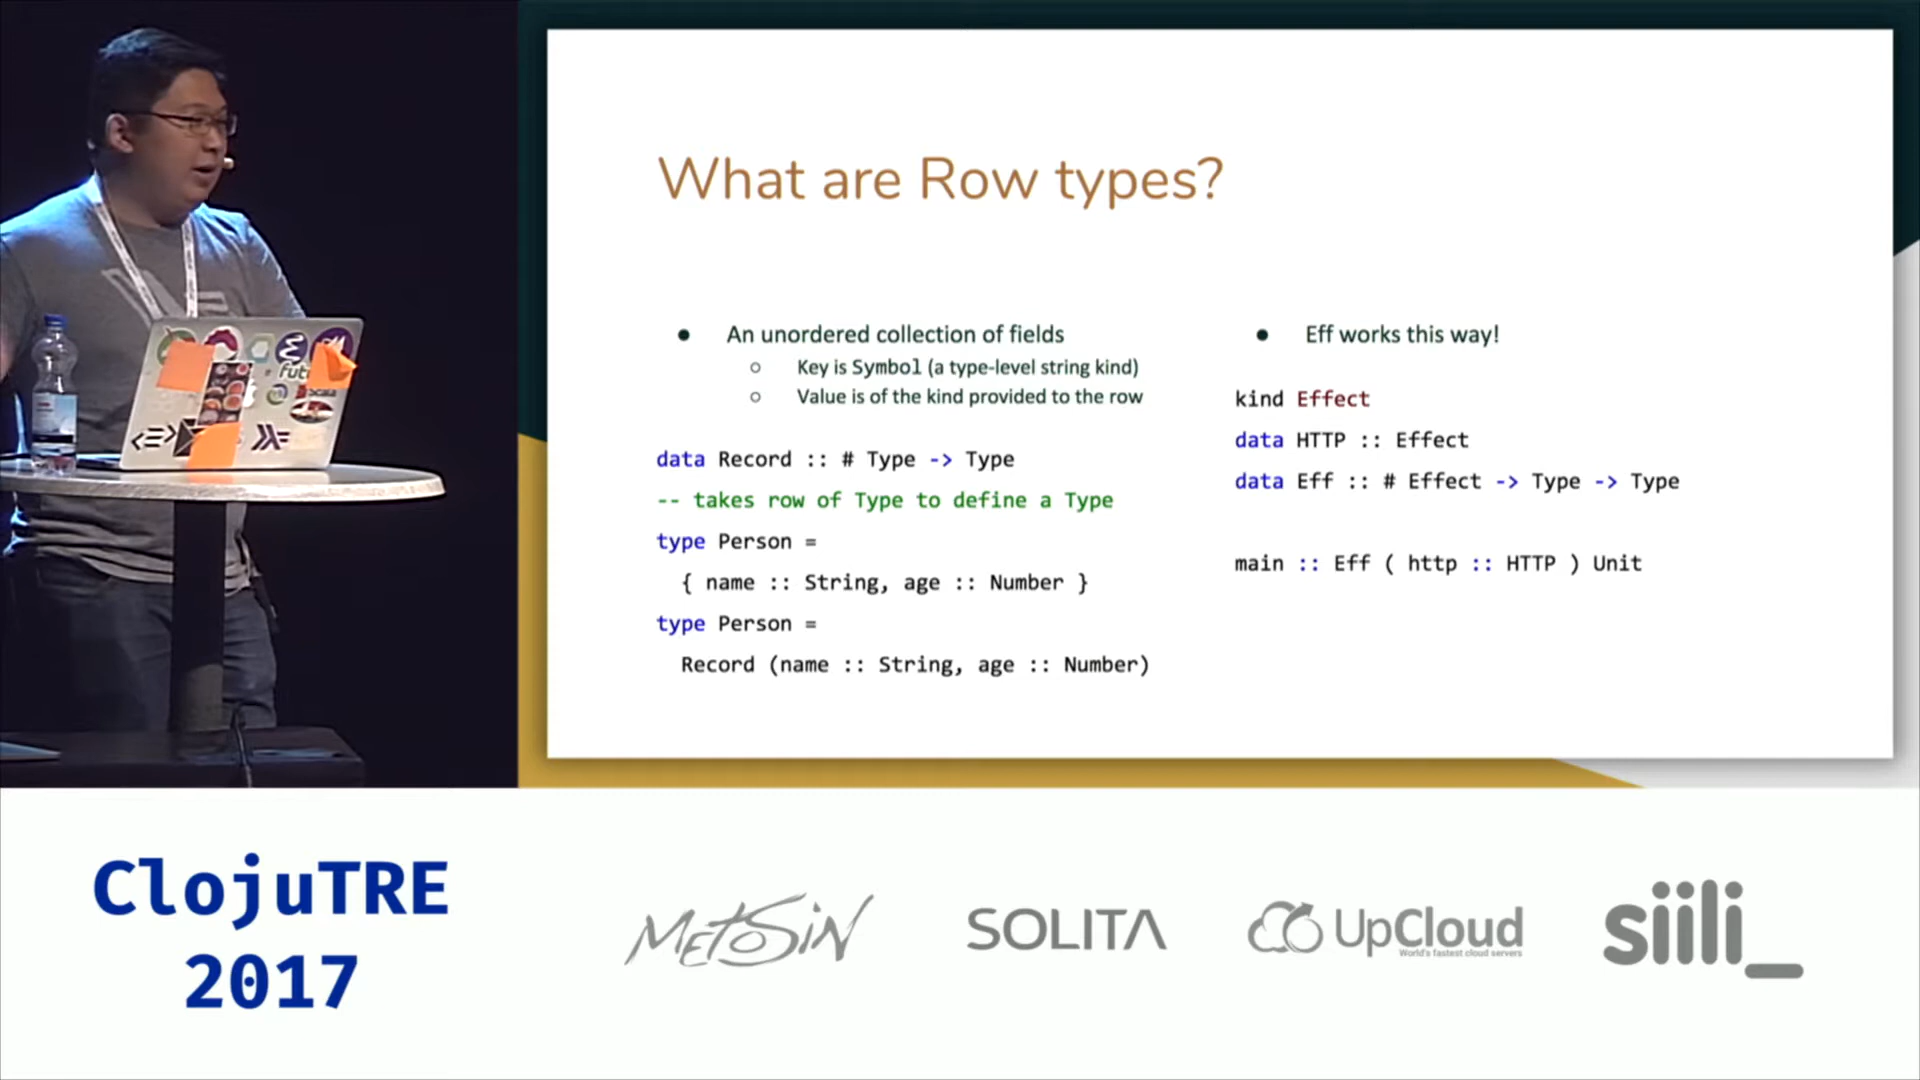 What are Row types?
● An unordered collection of fields
○ Key is Symbol (a type-level string kind)
○ Value is of the kind provided to the row
data Record :: # Type -> Type
-- takes row of Type to define a Type
type Person =
{ name :: String, age :: Number }
type Person =
Record (name :: String, age :: Number)
● Eff works this way!
kind Effect
data HTTP :: Effect
data Eff :: # Effect -> Type -> Type
main :: Eff ( http :: HTTP ) Unit
ClojuTRE
2017
METOSIN
SOLITA
UpCloud
World's fastest cloud servers
siili_